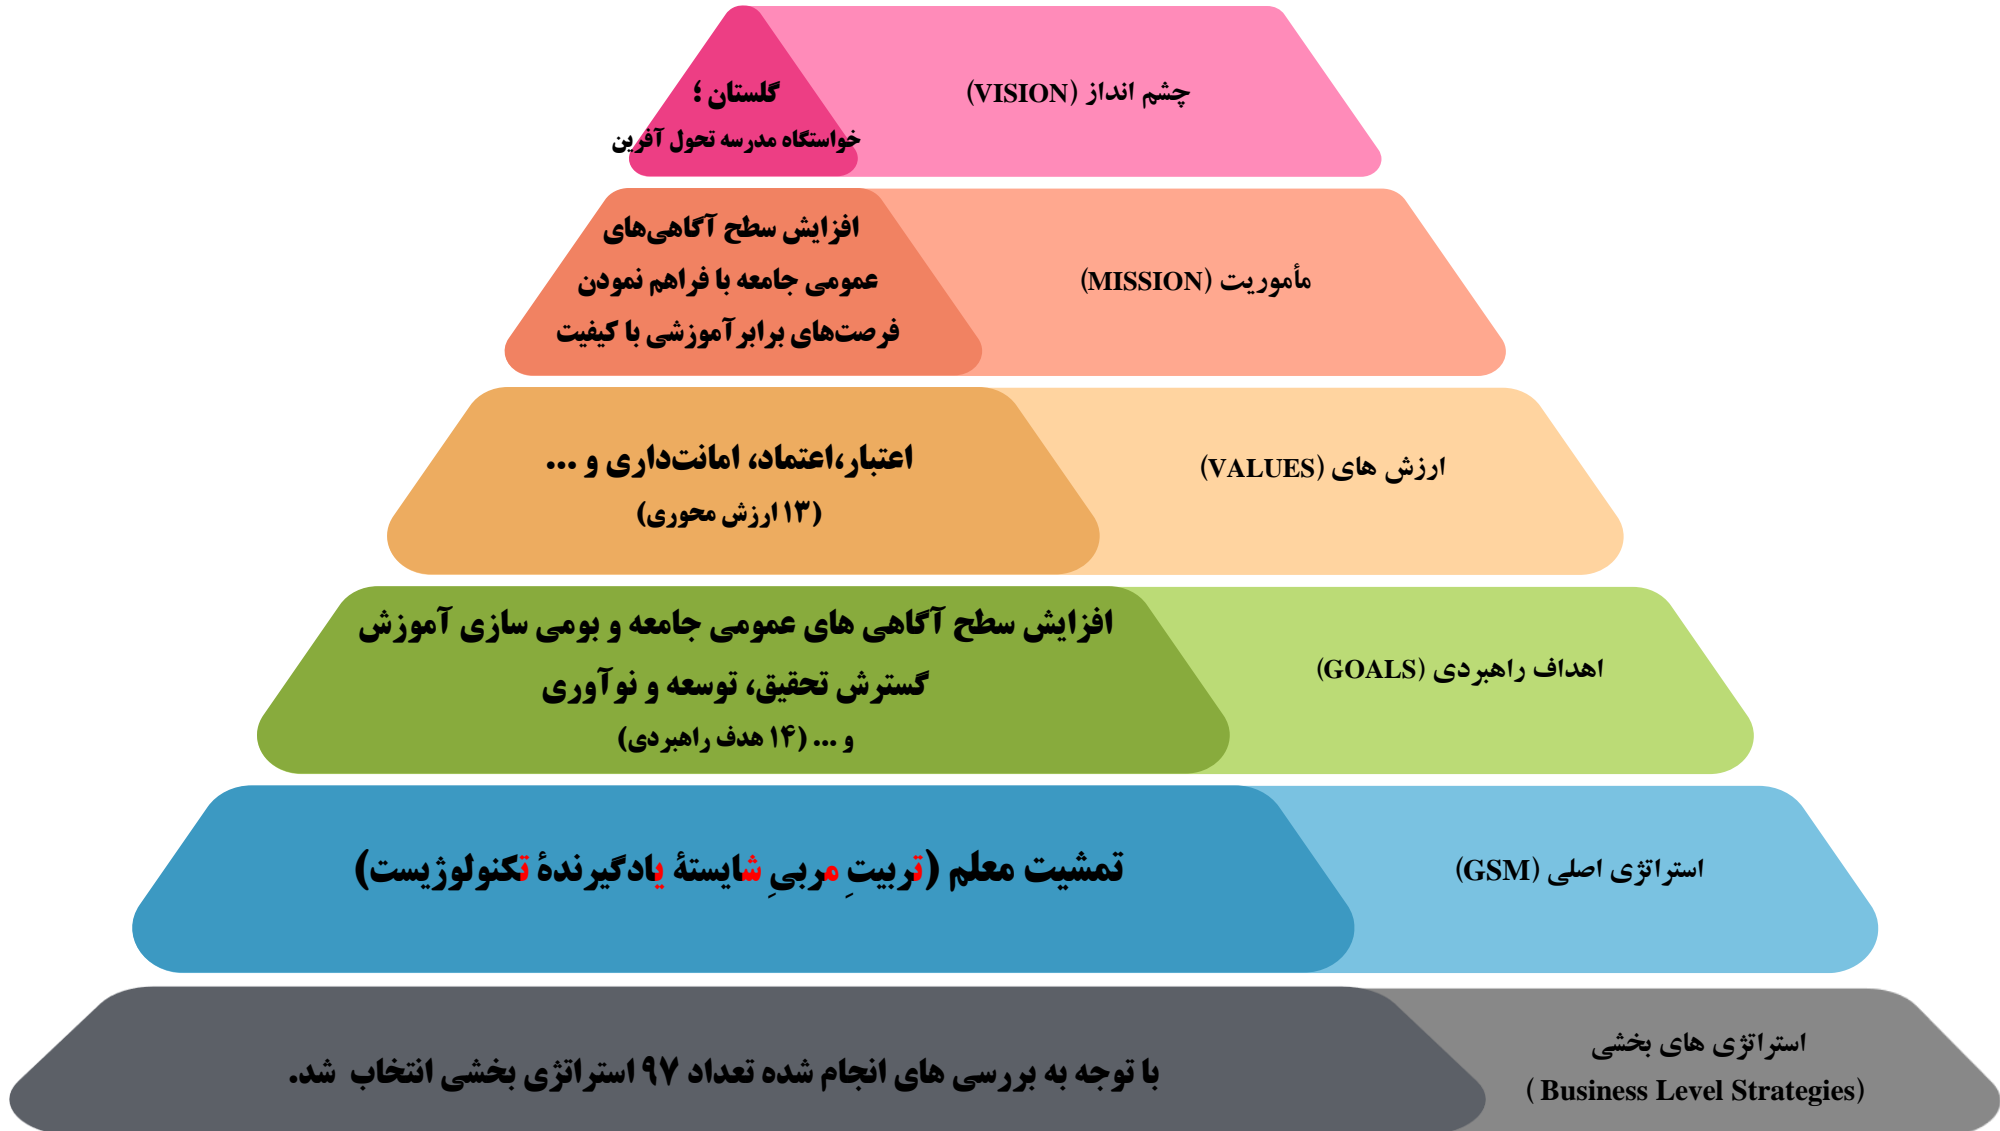 چشم انداز (VISION)
گلستان ؛
خواستگاه مدرسه تحول آفرین
مأموریت (MISSION)
افزایش سطح آگاهی‌های
عمومی جامعه با فراهم نمودن
فرصت‌های برابر آموزشی با کیفیت
ارزش های (VALUES)
اعتبار،اعتماد، امانت‌داری و ...
(۱۳ ارزش محوری)
اهداف راهبردی (GOALS)
افزایش سطح آگاهی های عمومی جامعه و بومی سازی آموزش
گسترش تحقیق، توسعه و نوآوری
و ... (۱۴ هدف راهبردی)
استراتژی اصلی (GSM)
تمشیت معلم (تربیتِ مربیِ شایستهٔ یادگیرندهٔ تکنولوژیست)
استراتژی های بخشی
(Business Level Strategies )
با توجه به بررسی های انجام شده تعداد ۹۷ استراتژی بخشی انتخاب شد.